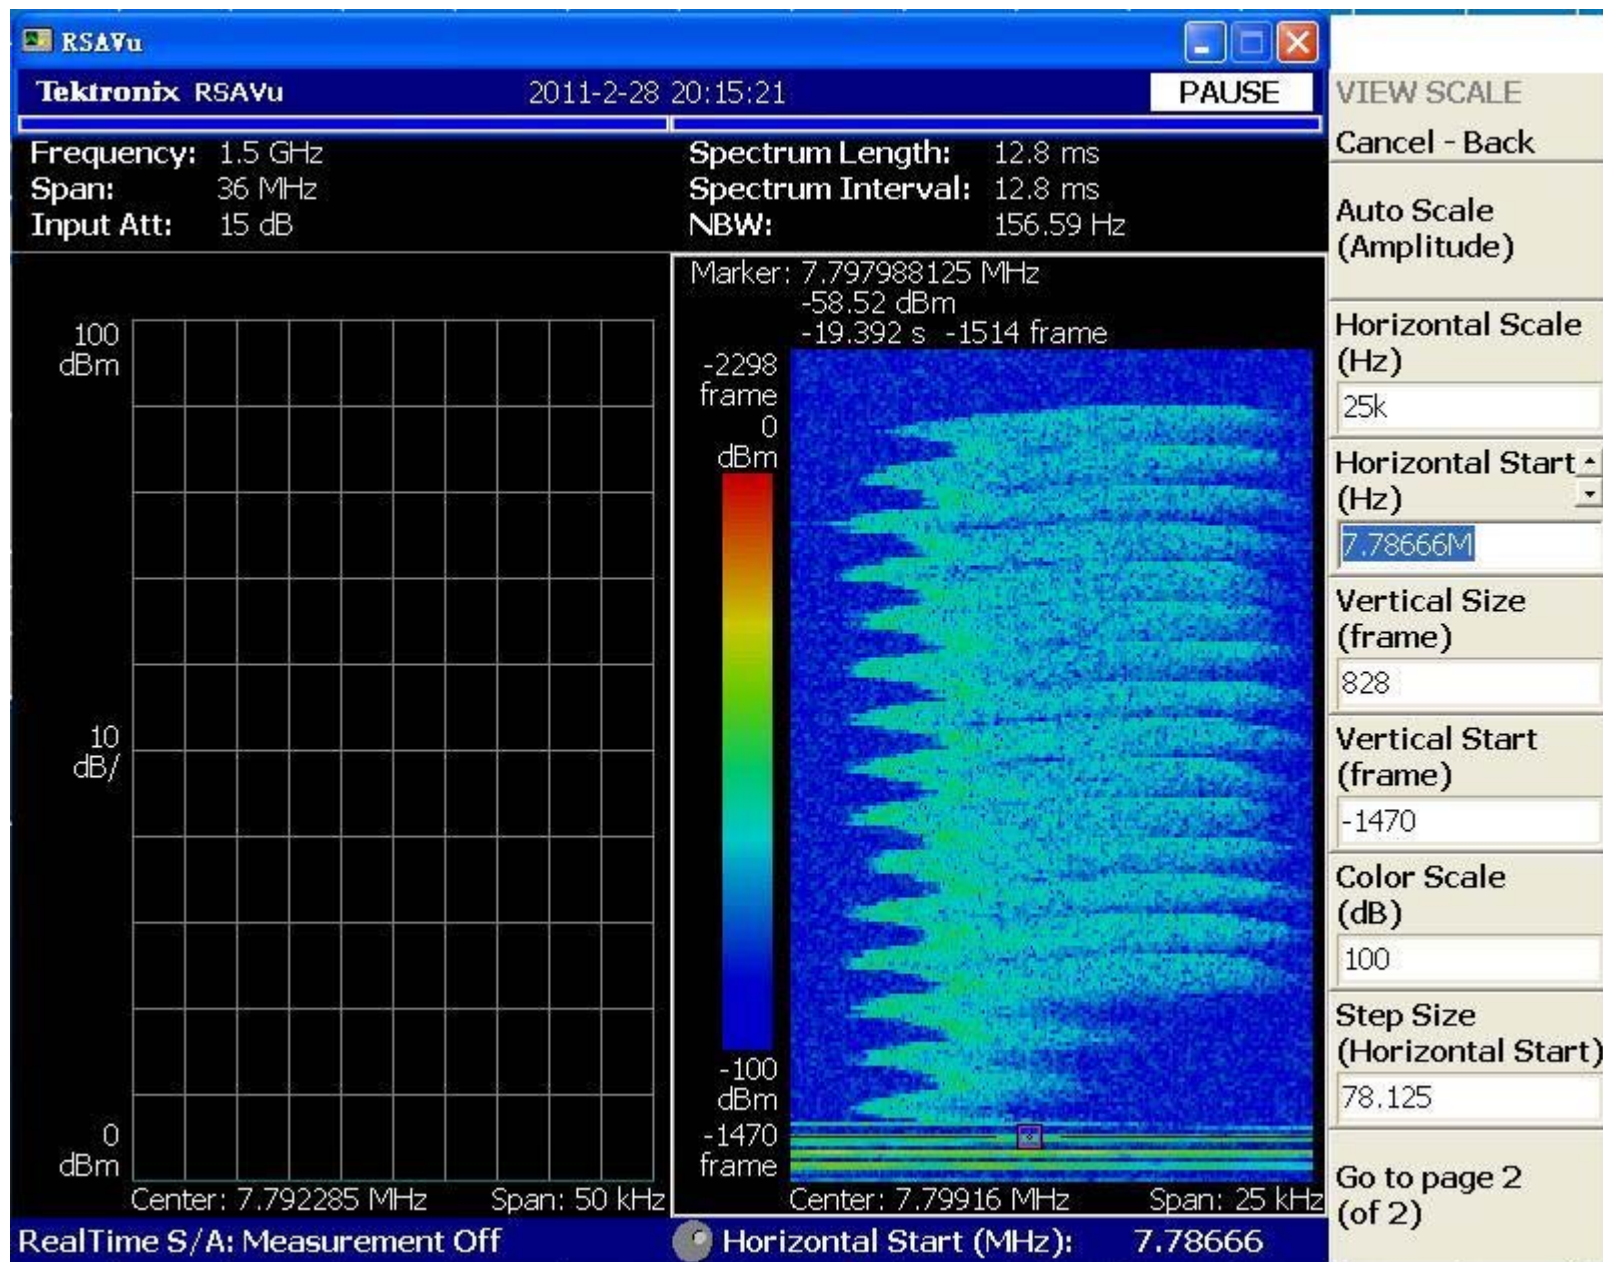 RSAVu
Tektronix RSAVu 2011-2-28 20:15:21 PAUSE
Frequency: 1.5 GHz
Span: 36 MHz
Input Att: 15 dB
Spectrum Length: 12.8 ms
Spectrum Interval: 12.8 ms
NBW: 156.59 Hz
100
dBm
10
dB/
0
dBm
Center: 7.792285 MHz Span: 50 kHz
Marker: 7.797988125 MHz
-58.52 dBm
-19.392 s -1514 frame
-2298
frame
0
dBm
-100
dBm
-1470
frame
Center: 7.79916 MHz Span: 25 kHz
RealTime S/A: Measurement Off
Horizontal Start (MHz): 7.78666
VIEW SCALE
Cancel - Back
Auto Scale
(Amplitude)
Horizontal Scale
(Hz)
25k
Horizontal Start
(Hz)
7.78666M
Vertical Size
(frame)
828
Vertical Start
(frame)
-1470
Color Scale
(dB)
100
Step Size
(Horizontal Start)
78.125
Go to page 2
(of 2)